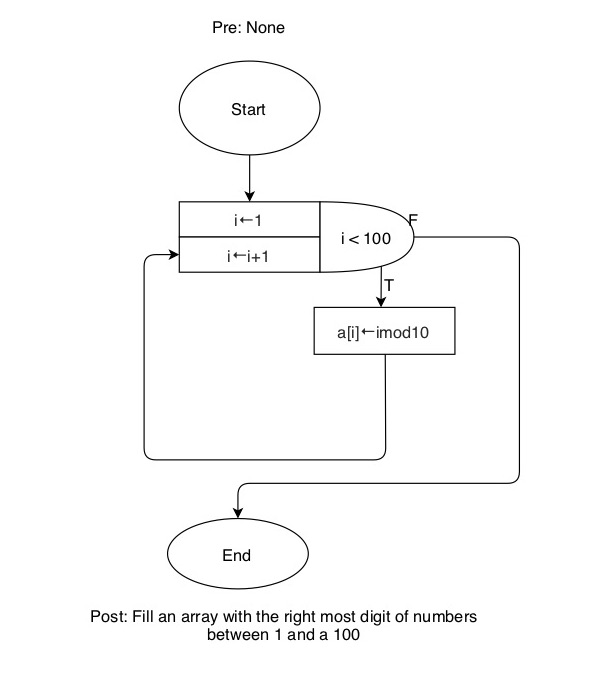 Pre: None
Start
i←1
i←i+1
i < 100
F
T
a[i]←imod10
End
Post: Fill an array with the right most digit of numbers
between 1 and a 100